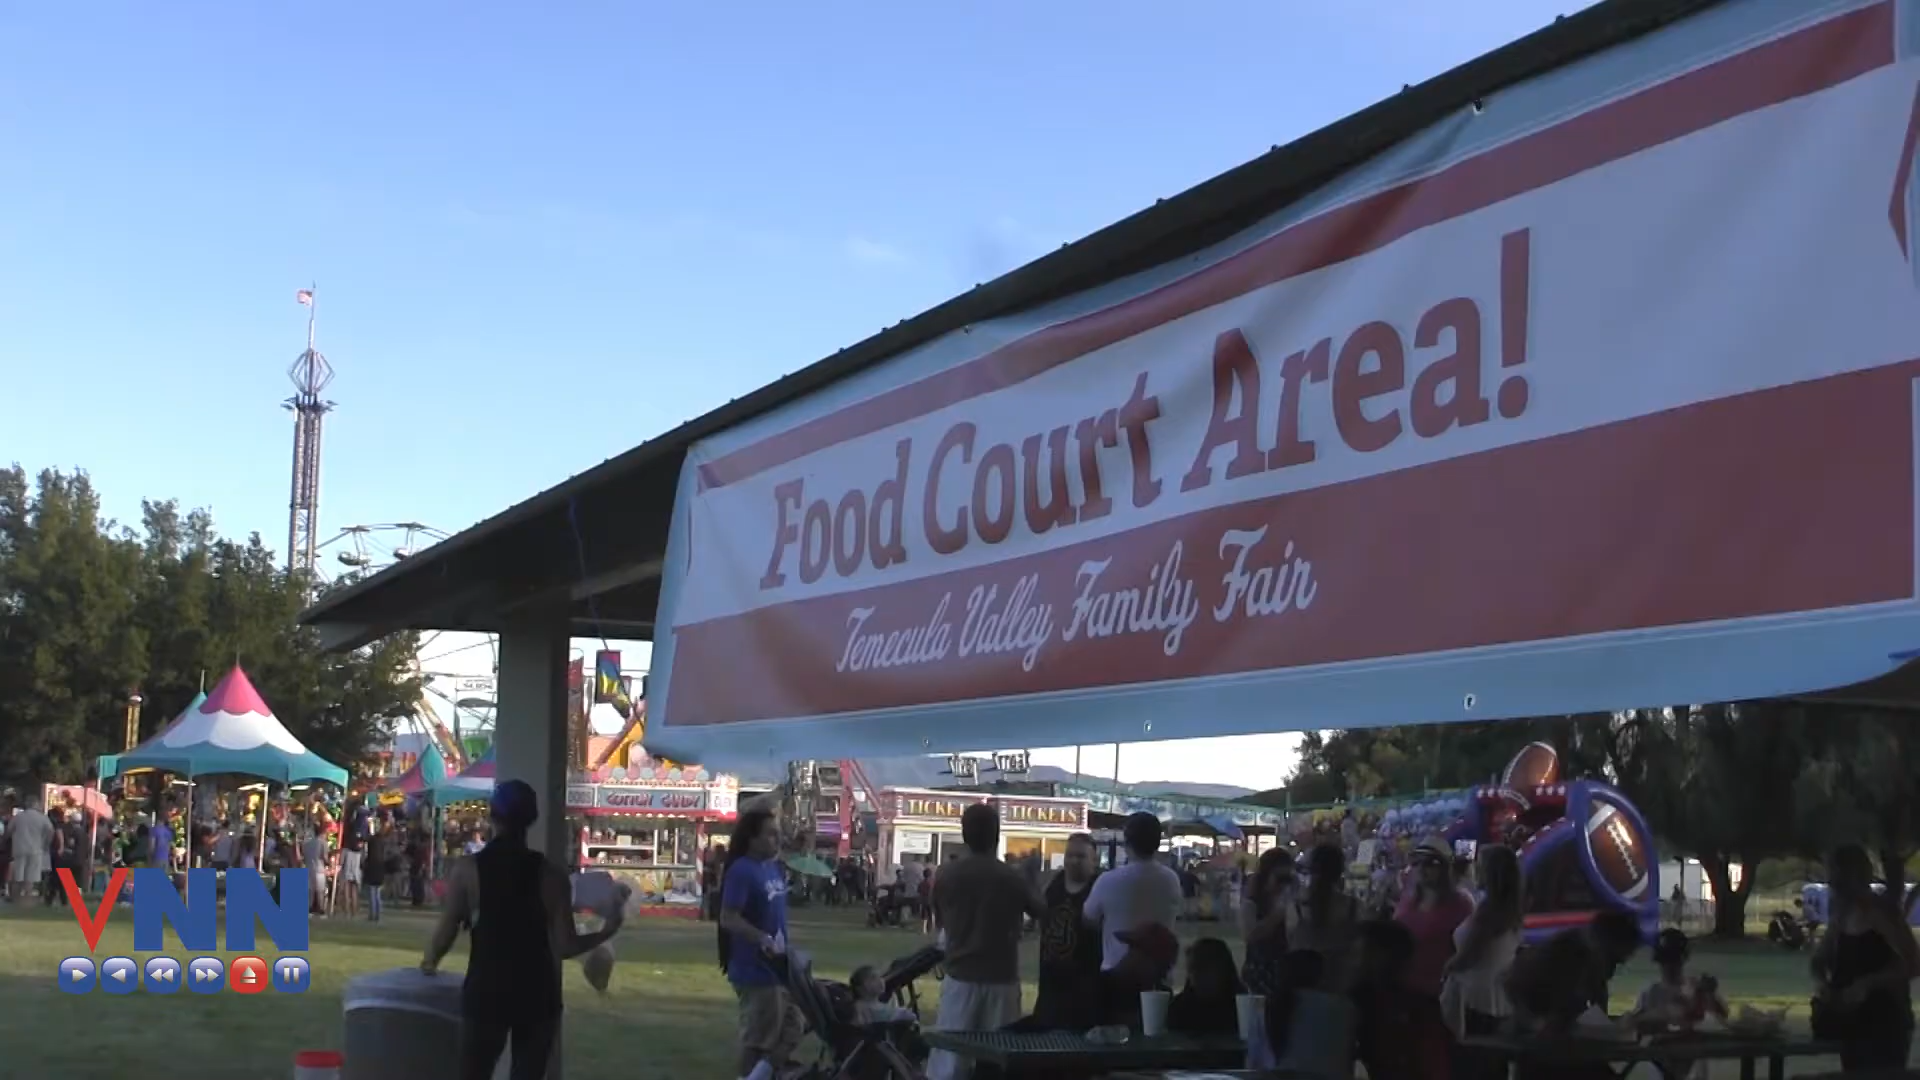 Food Court Area!
Temecula Valley Family Fair
COTTON CANDY
TICKETS
TICKETS
VNN